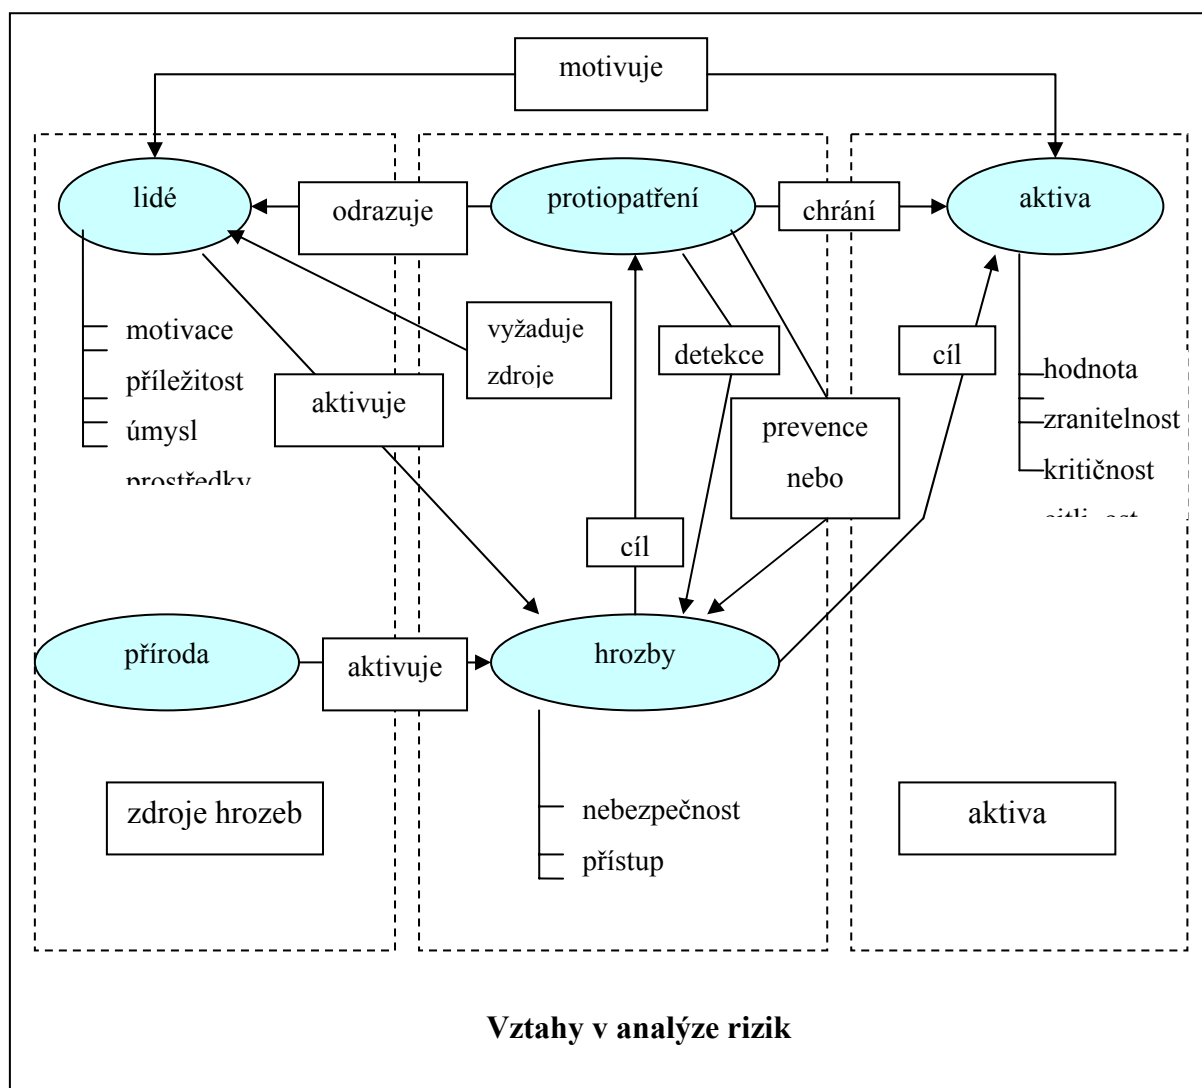 motivuje
lidé
odrazuje
protiopatření
chrání
aktiva
motivace
příležitost
úmysl
prostředky
vyžaduje
zdroje
aktivuje
detekce
prevence
nebo
cíl
cíl
hodnota
zranitelnost
kritičnost
příroda
aktivuje
hrozby
zdroje hrozeb
nebezpečnost
přístup
aktiva
Vztahy v analýze rizik